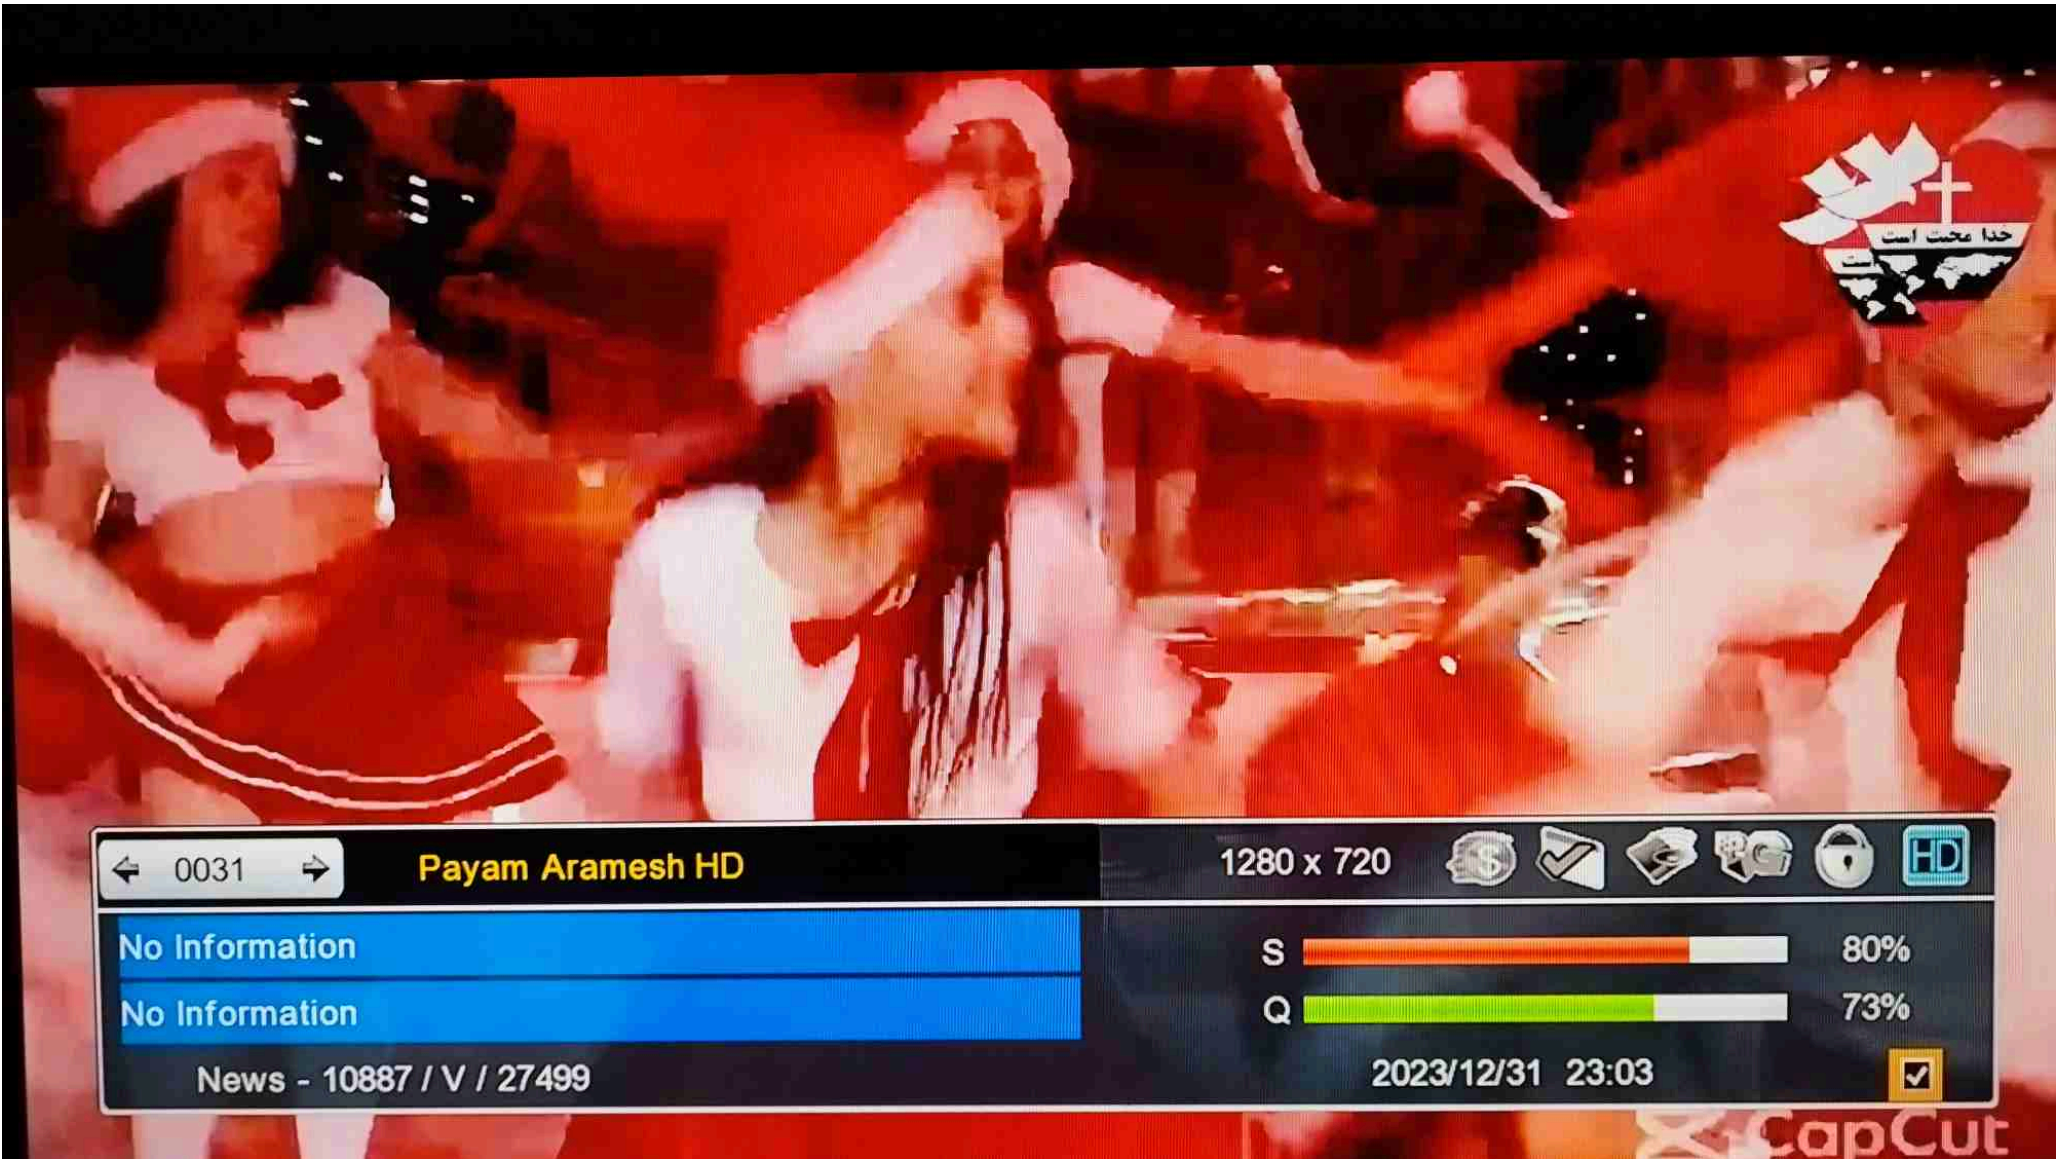 خدا محبت است
است
0031
Payam Aramesh HD
1280 x 720
$
G
HD
No Information
S 80%
No Information
Q 73%
News - 10887 / V / 27499
2023/12/31 23:03
CapCut